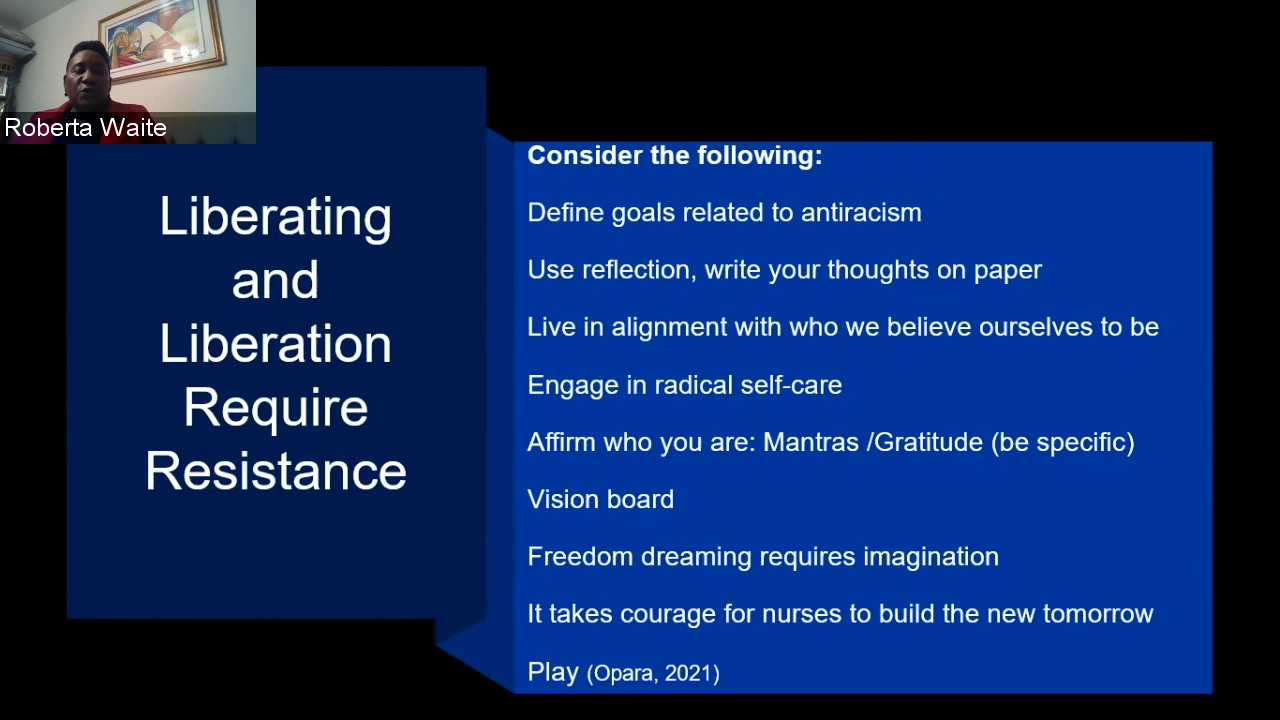 Roberta Waite
Liberating
and
Liberation
Require
Resistance
Consider the following:
Define goals related to antiracism
Use reflection, write your thoughts on paper
Live in alignment with who we believe ourselves to be
Engage in radical self-care
Affirm who you are: Mantras /Gratitude (be specific)
Vision board
Freedom dreaming requires imagination
It takes courage for nurses to build the new tomorrow
Play (Opara, 2021)